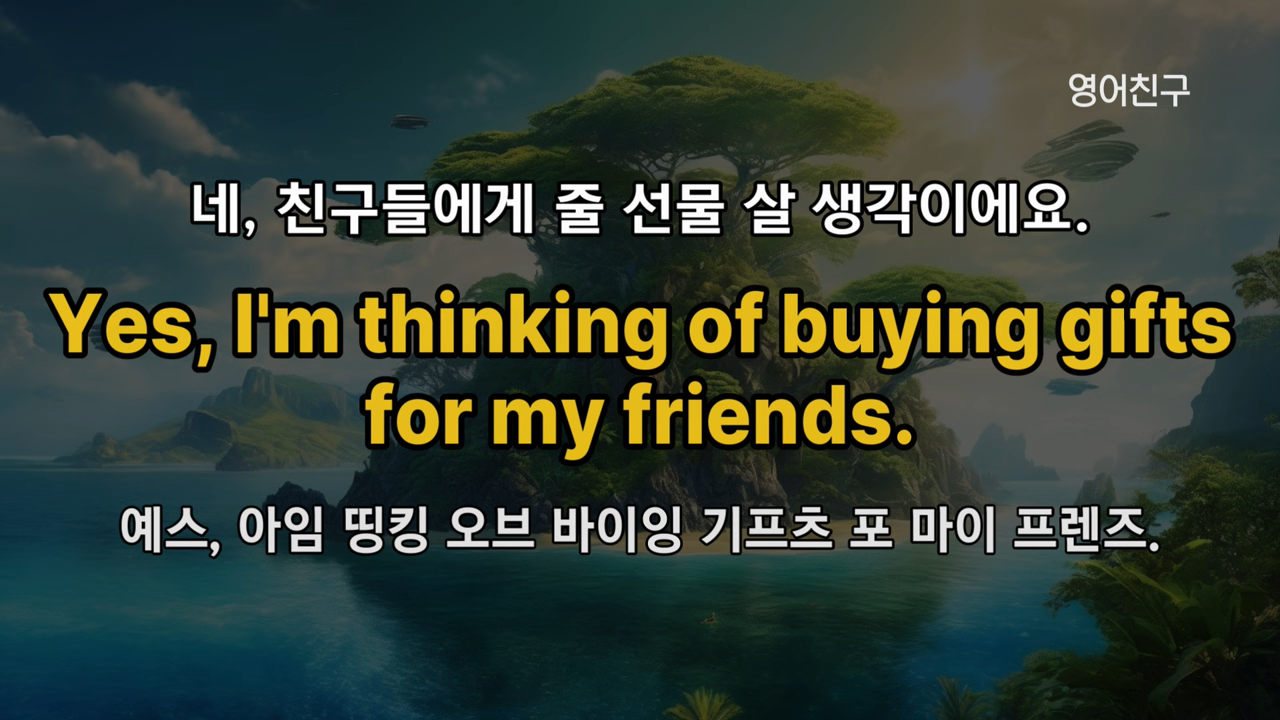 영어친구
네, 친구들에게 줄 선물 살 생각이에요.
Yes, I'm thinking of buying gifts
for my friends.
예스, 아임 띵킹 오브 바이잉 기프츠 포 마이 프렌즈.